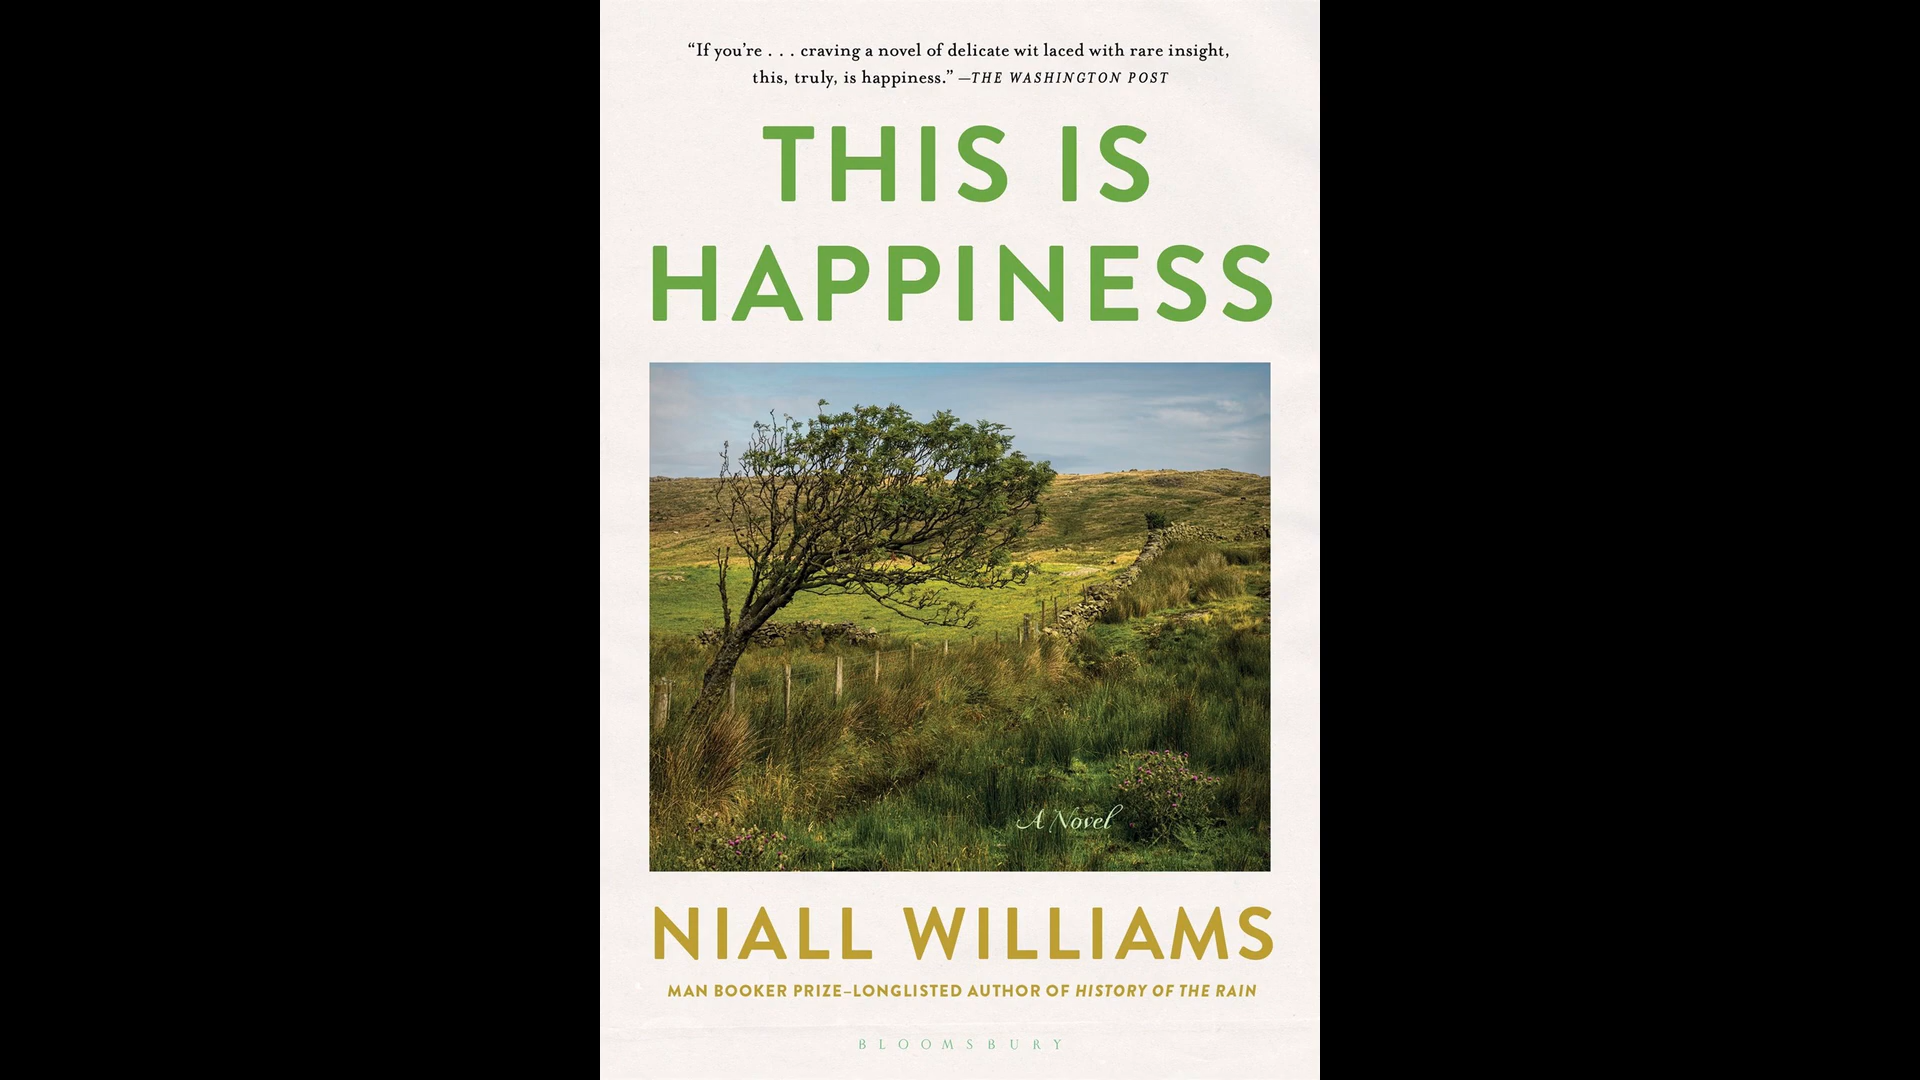 “If you’re . . . craving a novel of delicate wit laced with rare insight,
this, truly, is happiness.” —THE WASHINGTON POST
THIS IS
HAPPINESS
A Novel
NIALL WILLIAMS
MAN BOOKER PRIZE–LONGLISTED AUTHOR OF HISTORY OF THE RAIN
BLOOMSBURY